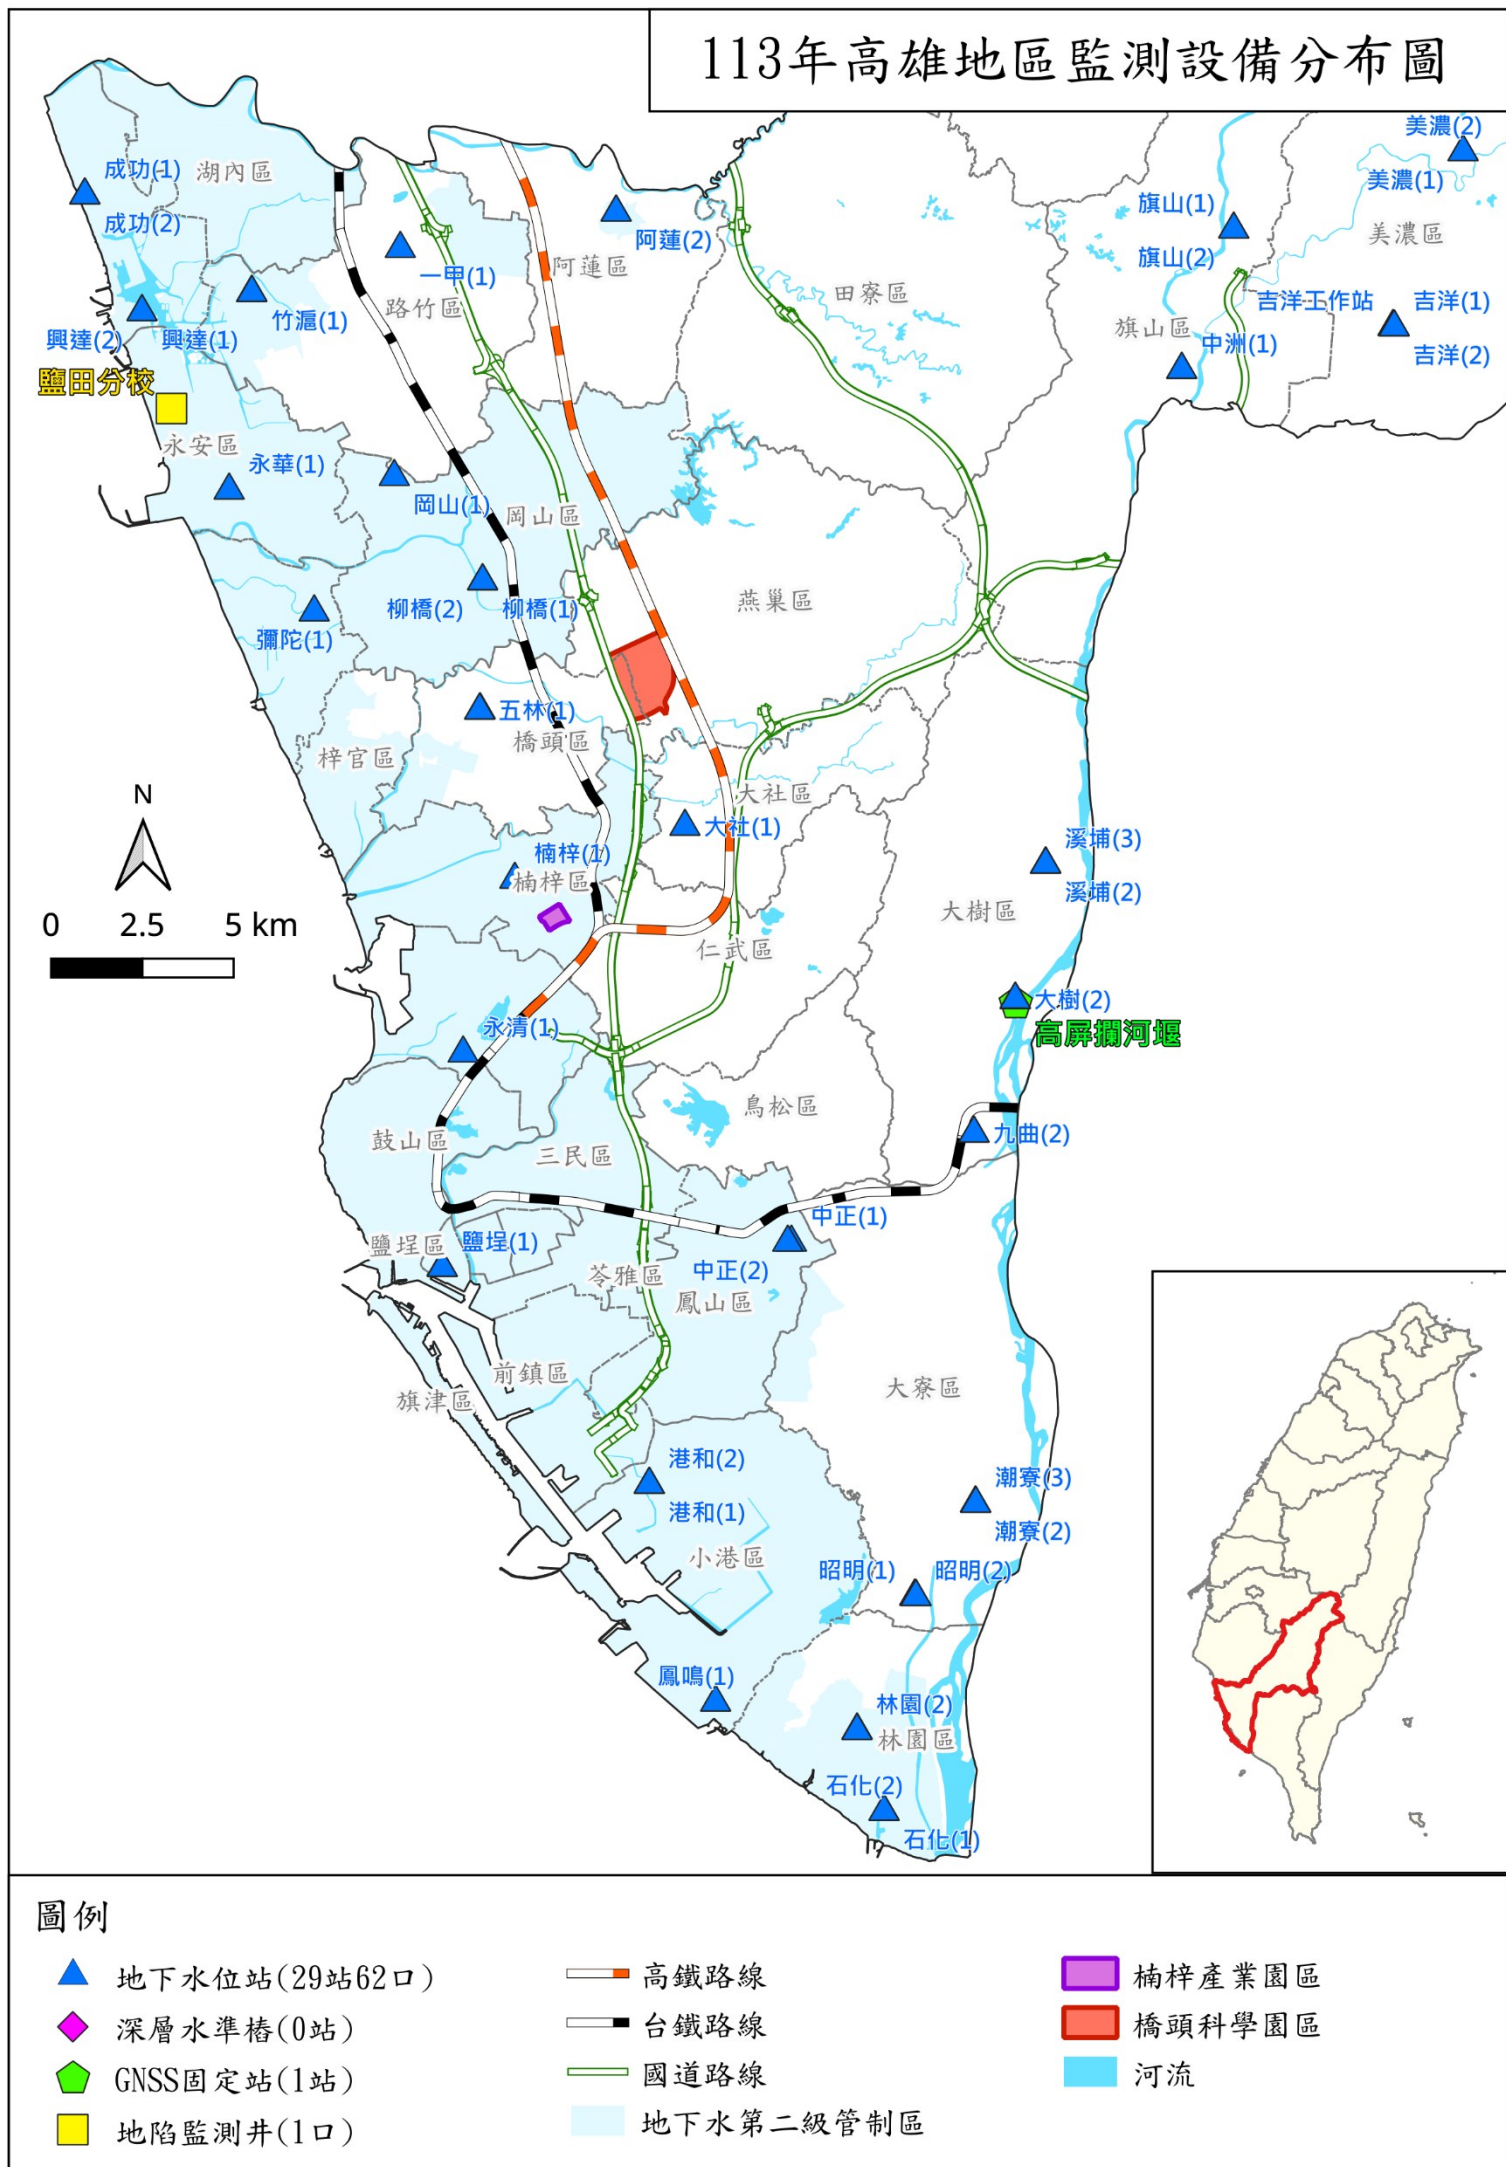 113年高雄地區監測設備分布圖
美濃(2)
成功(1)
湖內區
美濃(1)
旗山(1)
成功(2)
美濃區
阿蓮(2)
旗山(2)
一甲(1)
阿蓮區
田寮區
吉洋工作站
吉洋(1)
路竹區
竹滬(1)
旗山區
興達(2)
興達(1)
中洲(1)
吉洋(2)
鹽田分校
永安區
永華(1)
岡山(1)
岡山區
燕巢區
柳橋(2)
柳橋(1)
彌陀(1)
五林(1)
橋頭區
梓官區
N
大社區
大社(1)
溪埔(3)
楠梓(1)
楠梓區
溪埔(2)
大樹區
0 2.5 5 km
仁武區
大樹(2)
永清(1)
高屏攔河堰
鳥松區
九曲(2)
鼓山區
三民區
中正(1)
鹽埕區
鹽埕(1)
中正(2)
苓雅區
鳳山區
前鎮區
大寮區
旗津區
港和(2)
潮寮(3)
港和(1)
潮寮(2)
小港區
昭明(1)
昭明(2)
鳳鳴(1)
林園(2)
林園區
石化(2)
石化(1)
圖例
地下水位站(29站62口)
深層水準樁(0站)
GNSS固定站(1站)
地陷監測井(1口)
高鐵路線
台鐵路線
國道路線
地下水第二級管制區
楠梓產業園區
橋頭科學園區
河流